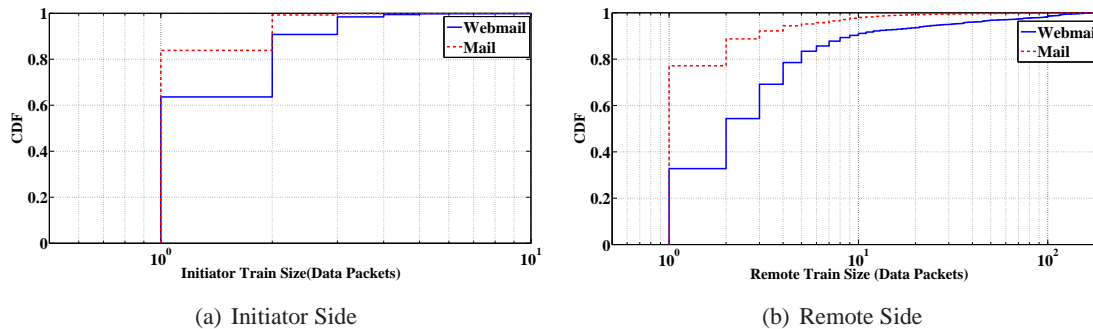 1
0.8
0.6
0.4
0.2
0
CDF
10^0
10^1
Initiator Train Size(Data Packets)
Webmail
Mail
(a) Initiator Side
1
0.8
0.6
0.4
0.2
0
CDF
10^0
10^1
10^2
Remote Train Size (Data Packets)
Webmail
Mail
(b) Remote Side